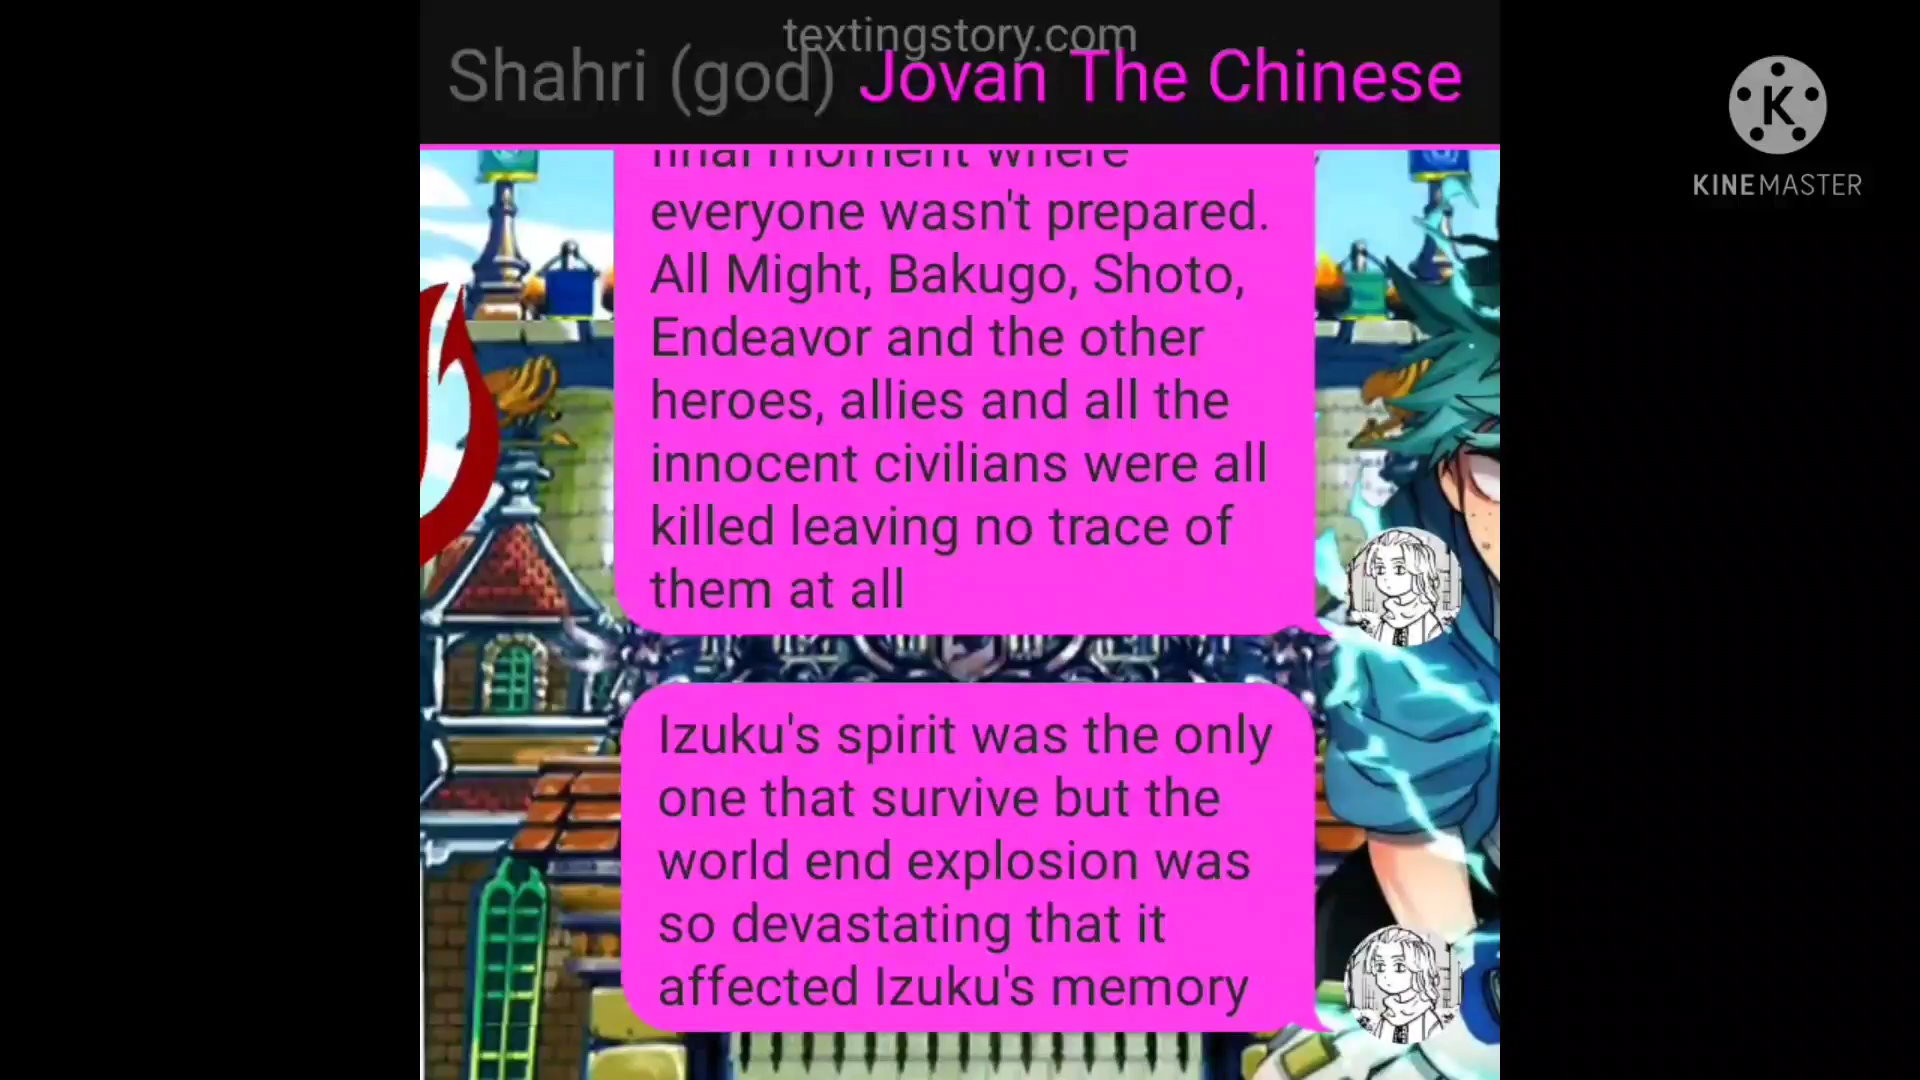 textingstory.com
Shahri (god) Jovan The Chinese
final moment where
everyone wasn't prepared.
All Might, Bakugo, Shoto,
Endeavor and the other
heroes, allies and all the
innocent civilians were all
killed leaving no trace of
them at all
Izuku's spirit was the only
one that survive but the
world end explosion was
so devastating that it
affected Izuku's memory
K
KINEMASTER